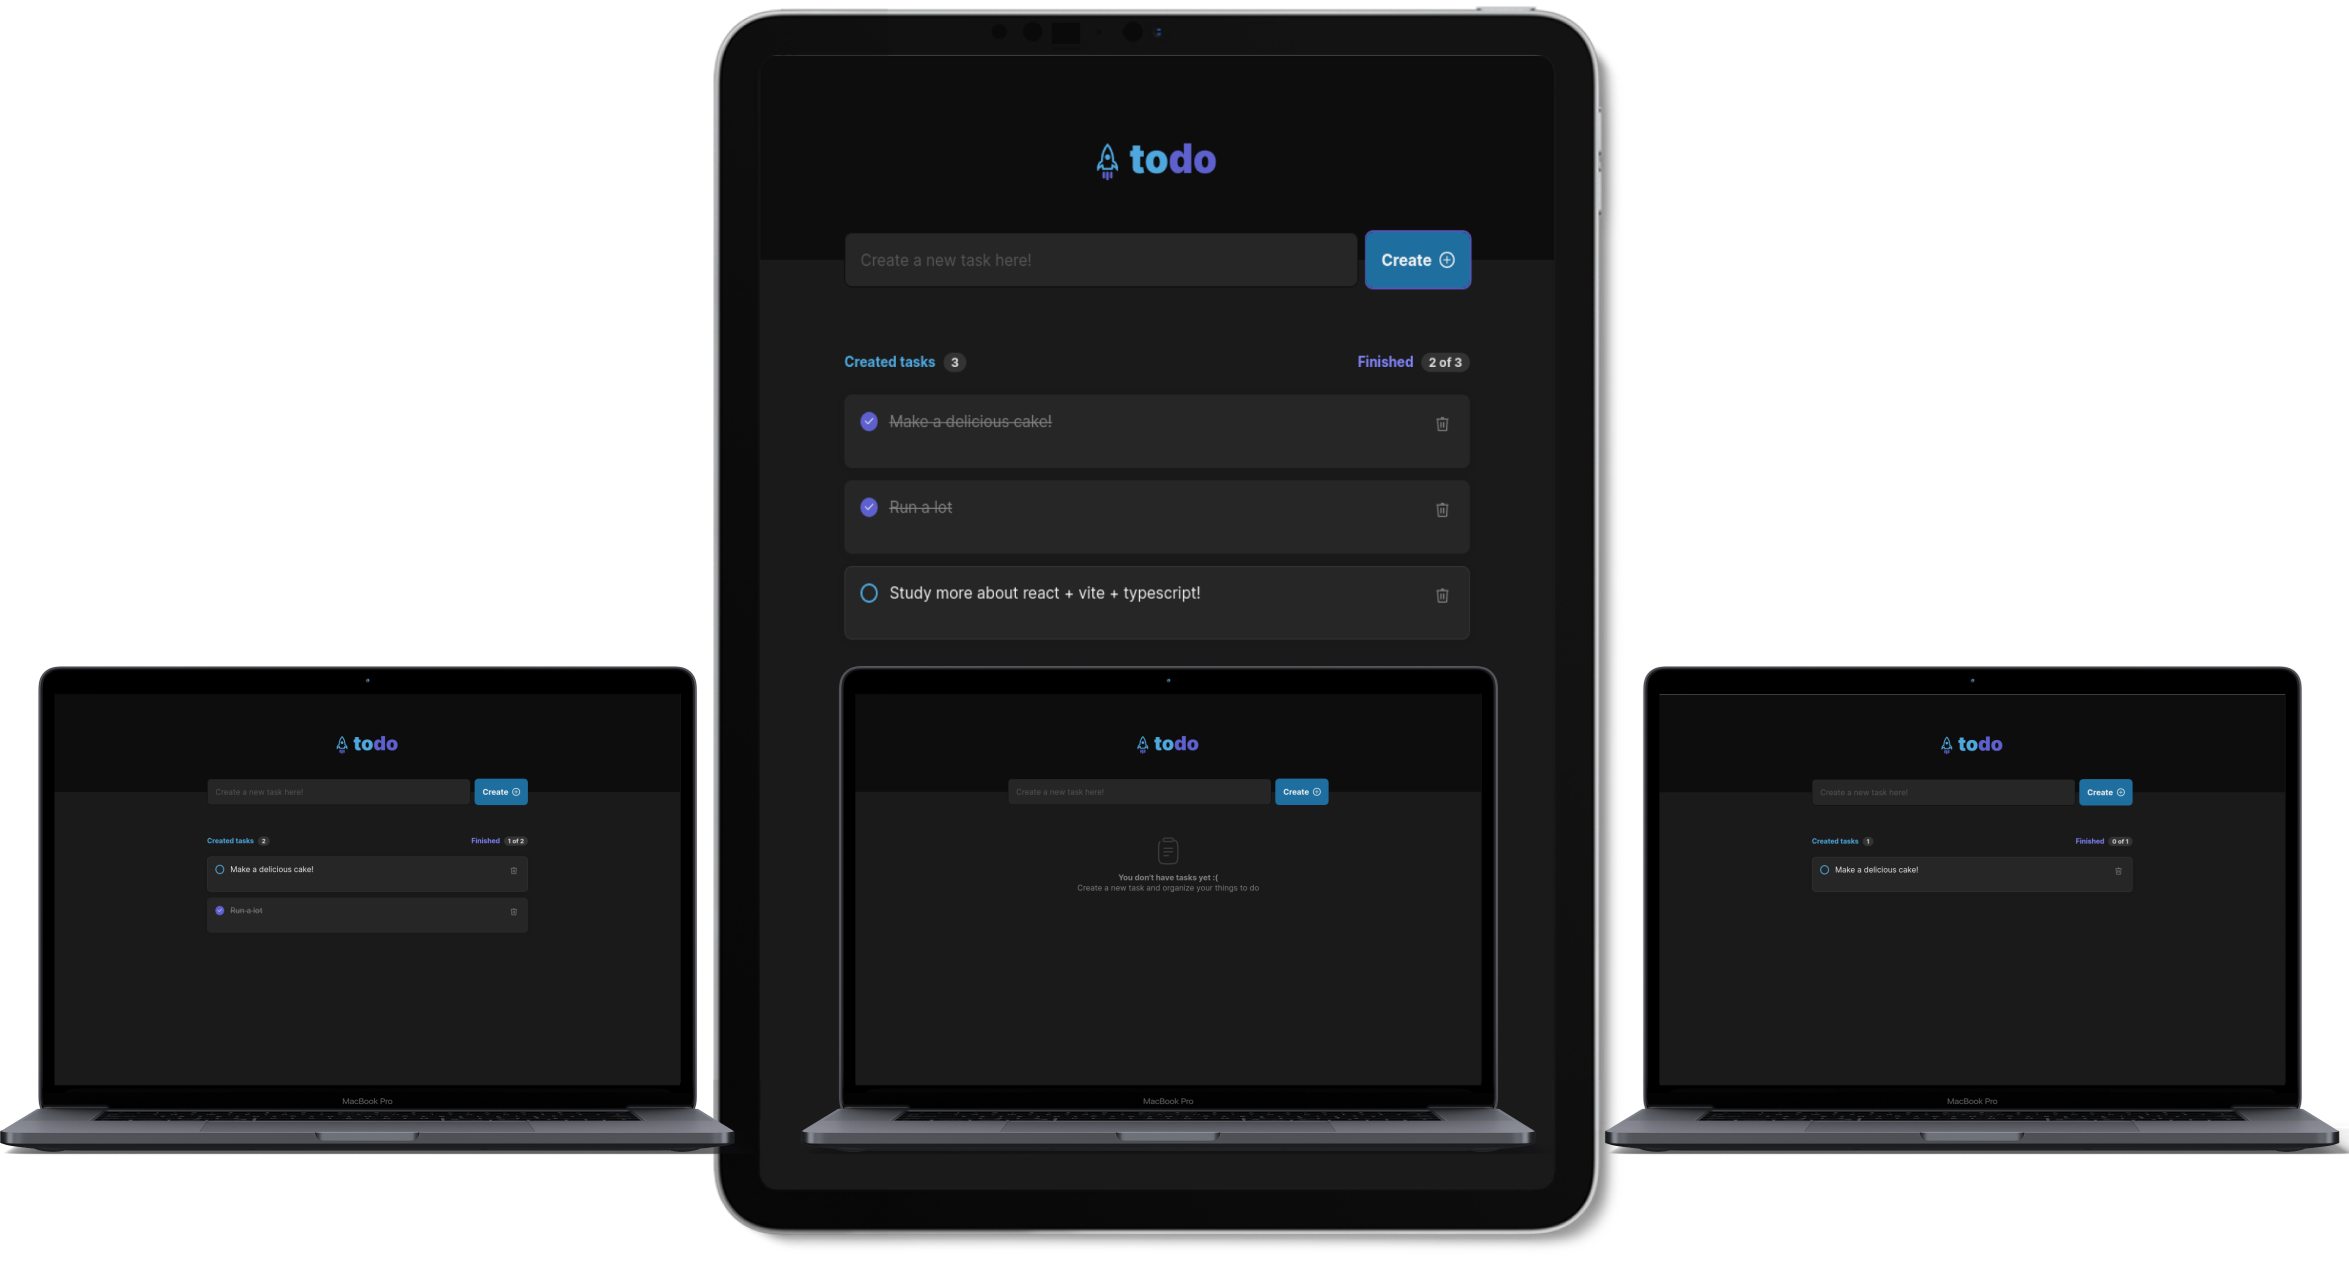 todo
Create a new task here!
Create
Created tasks 3
Finished 2 of 3
Make a delicious cake!
Run a lot
Study more about react + vite + typescript!
todo
Create a new task here!
Create
Created tasks 2
Finished 1 of 2
Make a delicious cake!
Run a lot
MacBook Pro
todo
Create a new task here!
Create
You don't have tasks yet :(
Create a new task and organize your things to do
MacBook Pro
todo
Create a new task here!
Create
Created tasks 1
Finished 0 of 1
Make a delicious cake!
MacBook Pro